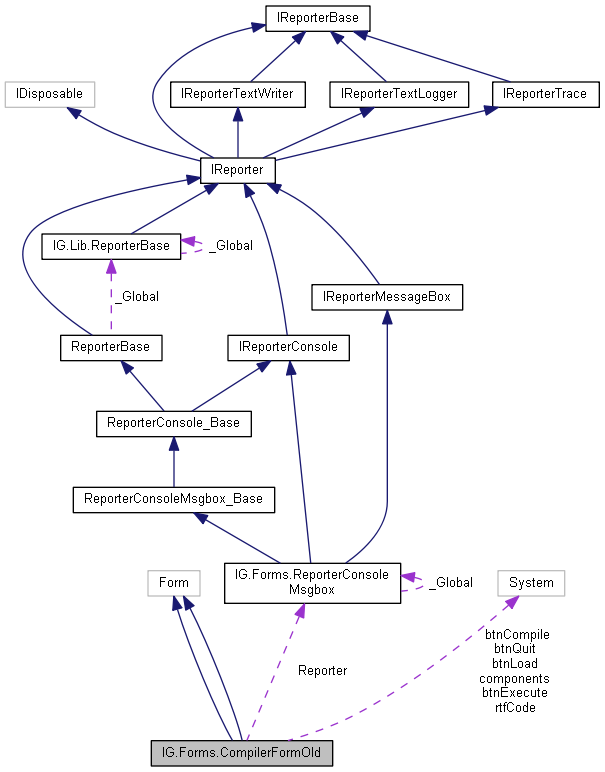 IReporterBase
IDisposable
IReporterTextWriter
IReporterTextLogger
IReporterTrace
IReporter
IG.Lib.ReporterBase
_Global
_Global
IReporterMessageBox
ReporterBase
IReporterConsole
ReporterConsole_Base
ReporterConsoleMsgbox_Base
IG.Forms.ReporterConsole
Msgbox
_Global
Form
System
btnCompile
btnQuit
btnLoad
components
btnExecute
rtfCode
Reporter
IG.Forms.CompilerFormOld